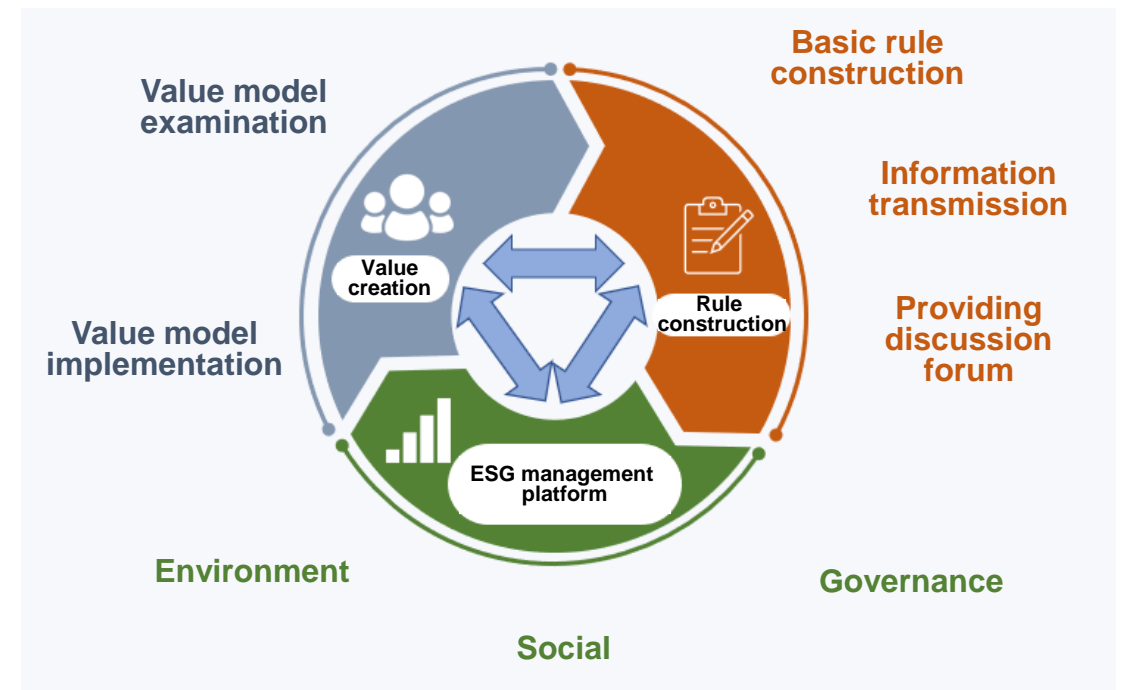 Basic rule
construction
Value model
examination
Information
transmission
Value
creation
Rule
construction
Providing
discussion
forum
Value model
implementation
ESG management
platform
Environment
Governance
Social